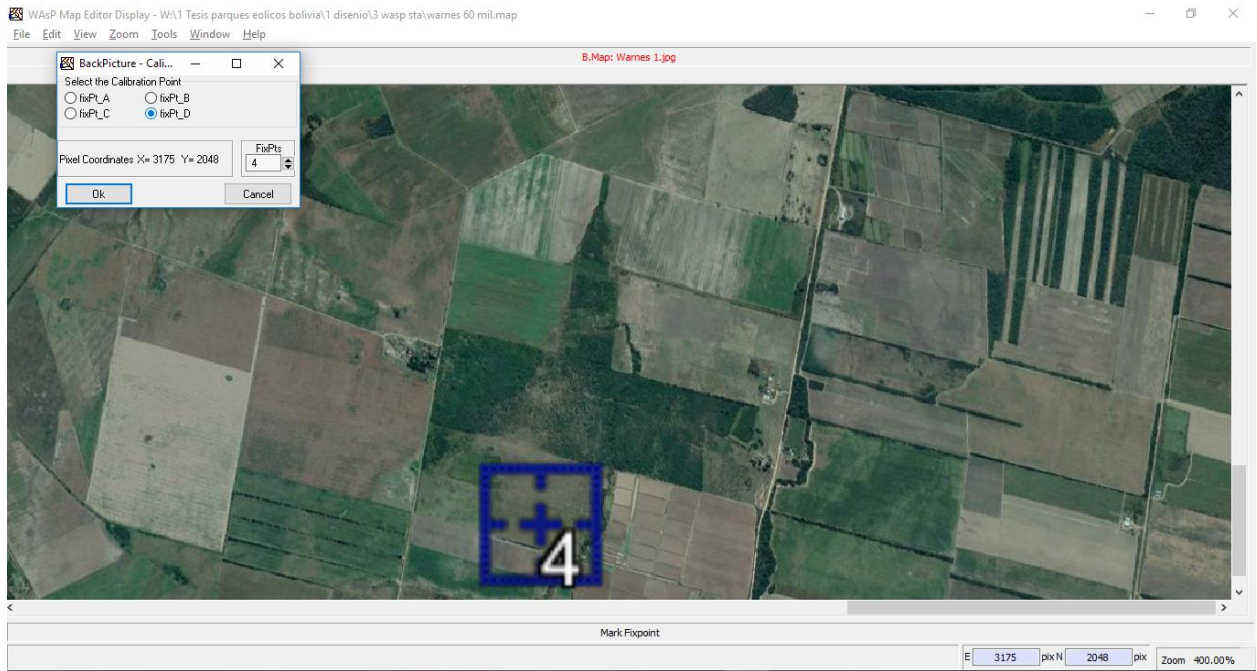 WAsP Map Editor Display - W:\1 Tesis parques eolicos bolivia\1 disenio\3 wasp sta\warnes 60 mil.map
File Edit View Zoom Tools Window Help
B.Map: Warnes 1.jpg
BackPicture - Cali...
Select the Calibration Point
fixPt_A fixPt_B
fixPt_C fixPt_D
Pixel Coordinates X= 3175 Y= 2048
FixPts
4
Ok Cancel
4
Mark Fixpoint
E 3175 pix N 2048 pix Zoom 400.00%